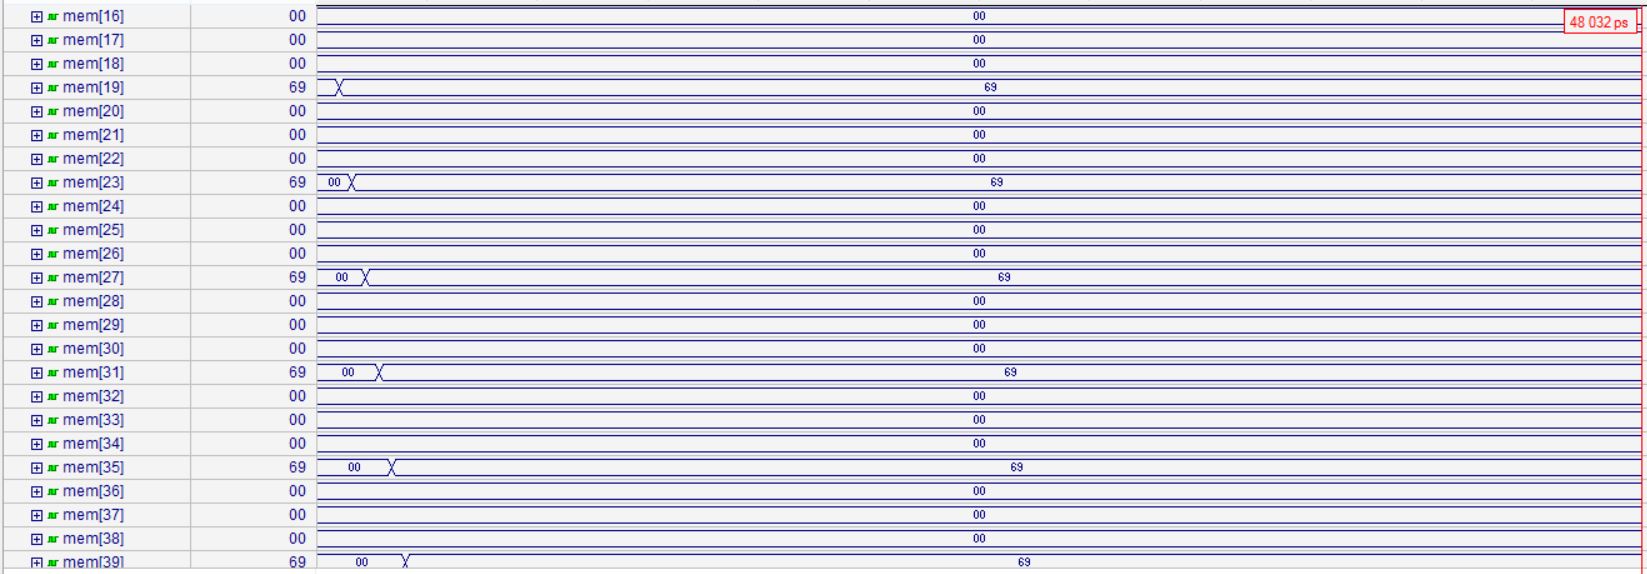 mem[16] 00 00 48 032 ps
mem[17] 00 00
mem[18] 00 00
mem[19] 69 69
mem[20] 00 00
mem[21] 00 00
mem[22] 00 00
mem[23] 69 00 69
mem[24] 00 00
mem[25] 00 00
mem[26] 00 00
mem[27] 69 00 69
mem[28] 00 00
mem[29] 00 00
mem[30] 00 00
mem[31] 69 00 69
mem[32] 00 00
mem[33] 00 00
mem[34] 00 00
mem[35] 69 00 69
mem[36] 00 00
mem[37] 00 00
mem[38] 00 00
mem[39] 69 00 69